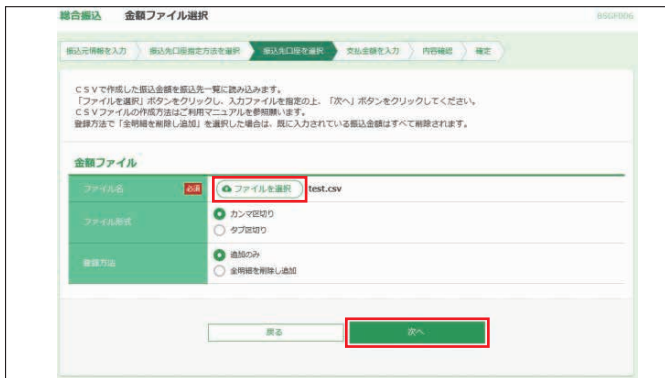 総合振込 金額ファイル選択 BSGF006
振込元情報を入力 振込先口座指定方法を選択 振込先口座を選択 支払金額を入力 内容確認 確定
ＣＳＶで作成した振込金額を振込先一覧に読み込みます。
「ファイルを選択」ボタンをクリックし、入力ファイルを指定の上、「次へ」ボタンをクリックしてください。
ＣＳＶファイルの作成方法はご利用マニュアルを参照願います。
登録方法で「全明細を削除し追加」を選択した場合は、既に入力されている振込金額はすべて削除されます。
金額ファイル
ファイル名 必須 ファイルを選択 test.csv
ファイル形式 カンマ区切り
タブ区切り
登録方法 追加のみ
全明細を削除し追加
戻る 次へ